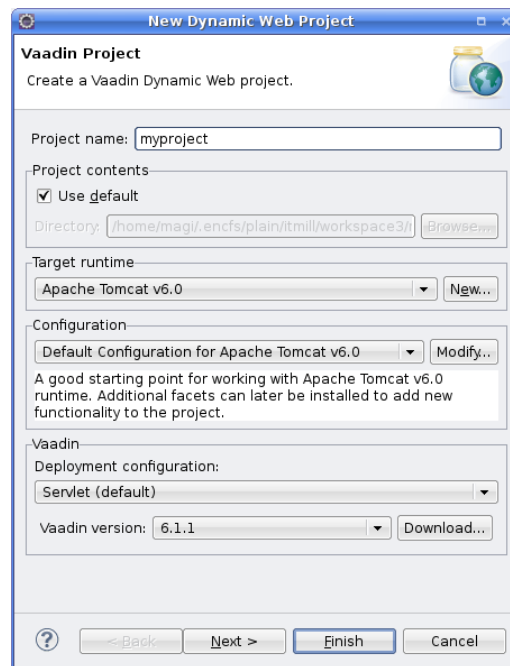 New Dynamic Web Project
Vaadin Project
Create a Vaadin Dynamic Web project.
Project name: myproject
Project contents
Use default
Directory: /home/magi/.encfs/plain/itmill/workspace3/ Browse...
Target runtime
Apache Tomcat v6.0 New...
Configuration
Default Configuration for Apache Tomcat v6.0 Modify...
A good starting point for working with Apache Tomcat v6.0
runtime. Additional facets can later be installed to add new
functionality to the project.
Vaadin
Deployment configuration:
Servlet (default)
Vaadin version: 6.1.1 Download...
? < Back Next > Finish Cancel